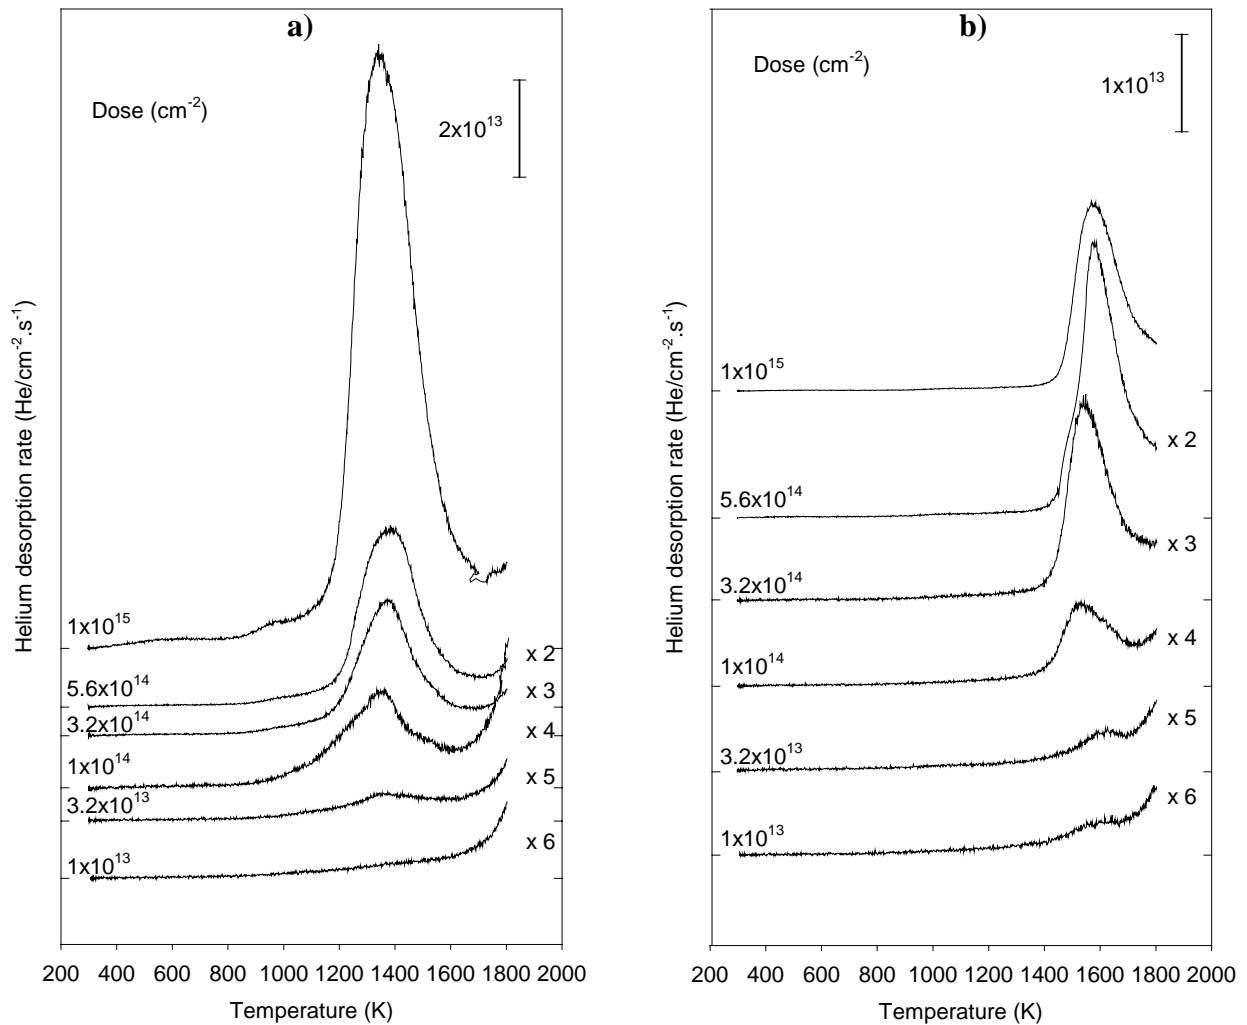 a)
Dose (cm-2)
2x10^13
Helium desorption rate (He/cm-2.s-1)
1x10^15
5.6x10^14
x 2
3.2x10^14
x 3
1x10^14
x 4
3.2x10^13
x 5
1x10^13
x 6
200 400 600 800 1000 1200 1400 1600 1800 2000
Temperature (K)
b)
Dose (cm-2)
1x10^13
Helium desorption rate (He/cm-2.s-1)
1x10^15
x 2
5.6x10^14
x 3
3.2x10^14
x 4
1x10^14
x 5
3.2x10^13
x 6
1x10^13
200 400 600 800 1000 1200 1400 1600 1800 2000
Temperature (K)